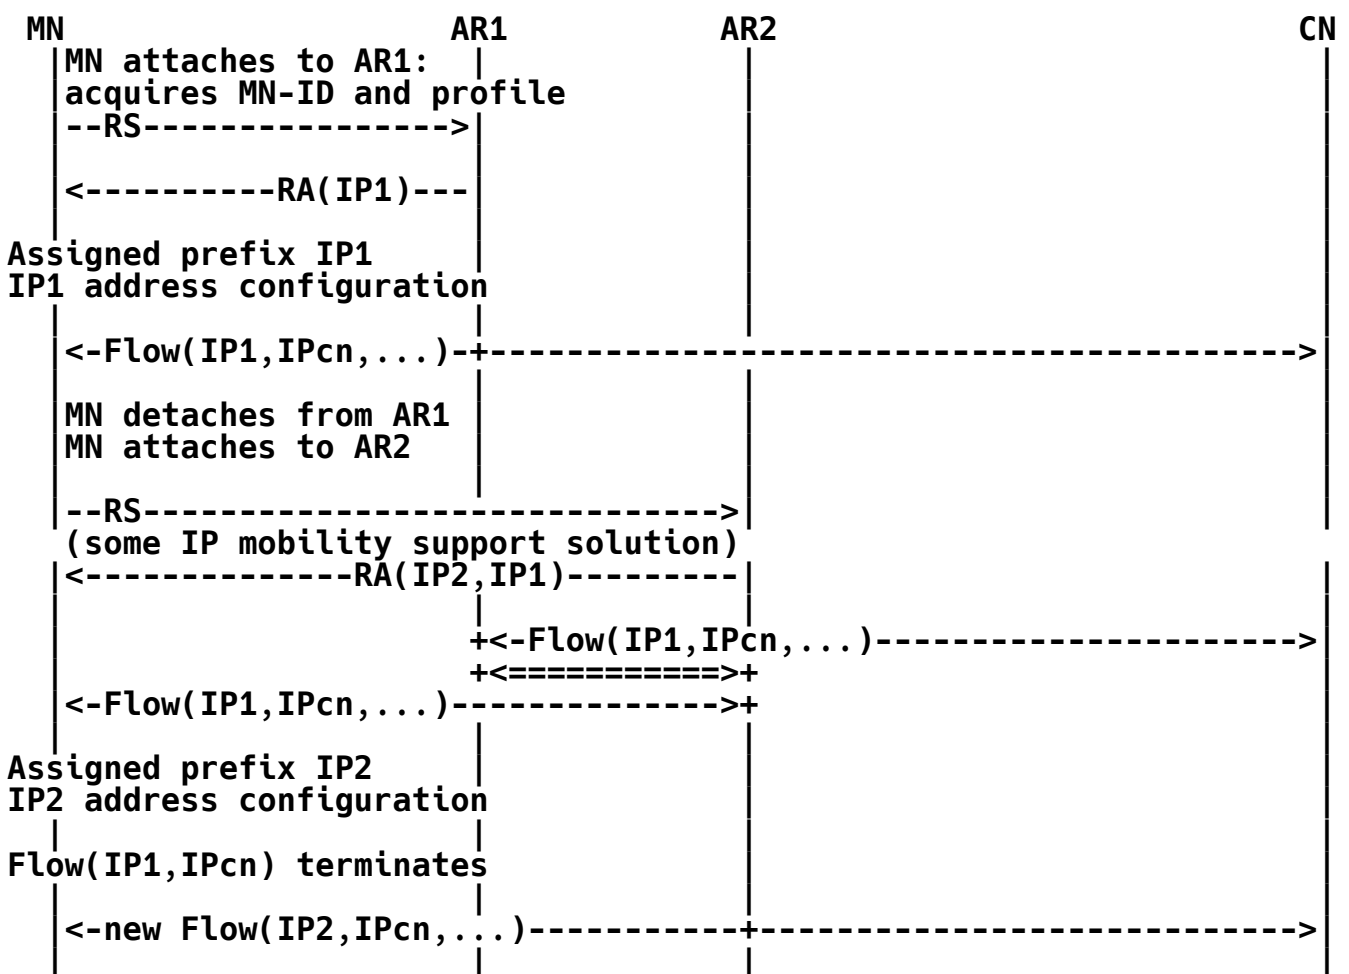 MN AR1 AR2 CN
MN attaches to AR1:
acquires MN-ID and profile
--RS---------------->
<----------RA(IP1)---
Assigned prefix IP1
IP1 address configuration
<-Flow(IP1,IPcn,...)-+------------------------------------------>
MN detaches from AR1
MN attaches to AR2
--RS------------------------------>
(some IP mobility support solution)
<--------------RA(IP2,IP1)---------
+<-Flow(IP1,IPcn,...)---------------------->
+<===========>+
<-Flow(IP1,IPcn,...)-------------->+
Assigned prefix IP2
IP2 address configuration
Flow(IP1,IPcn) terminates
<-new Flow(IP2,IPcn,...)-----------+---------------------------->